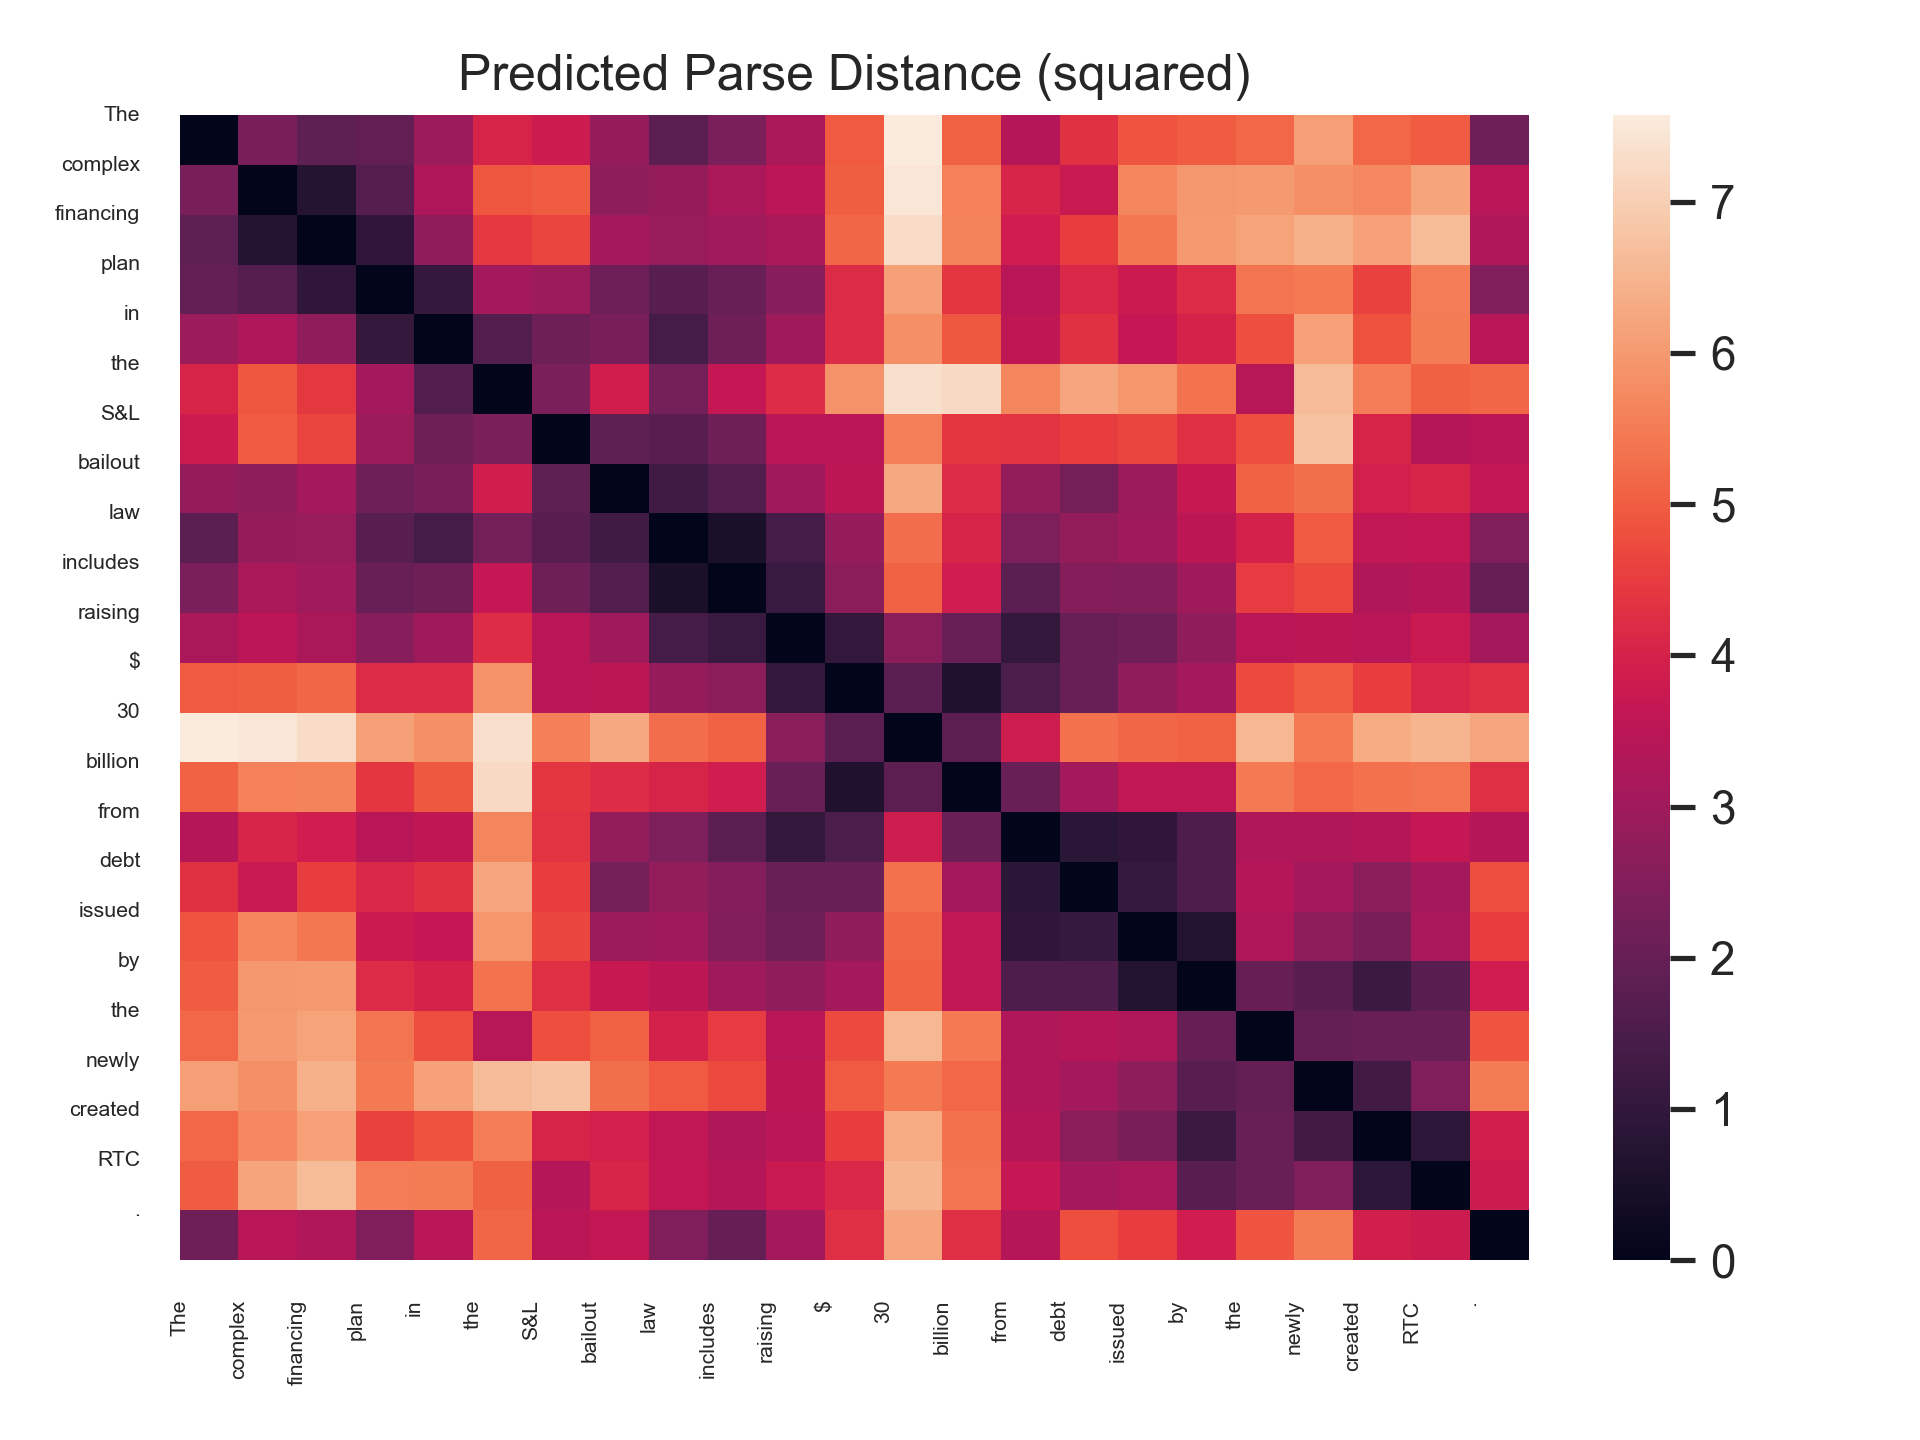 Predicted Parse Distance (squared)
The
complex
financing
plan
in
the
S&L
bailout
law
includes
raising
$
30
billion
from
debt
issued
by
the
newly
created
RTC
.
The
complex
financing
plan
in
the
S&L
bailout
law
includes
raising
$
30
billion
from
debt
issued
by
the
newly
created
RTC
.
7
6
5
4
3
2
1
0